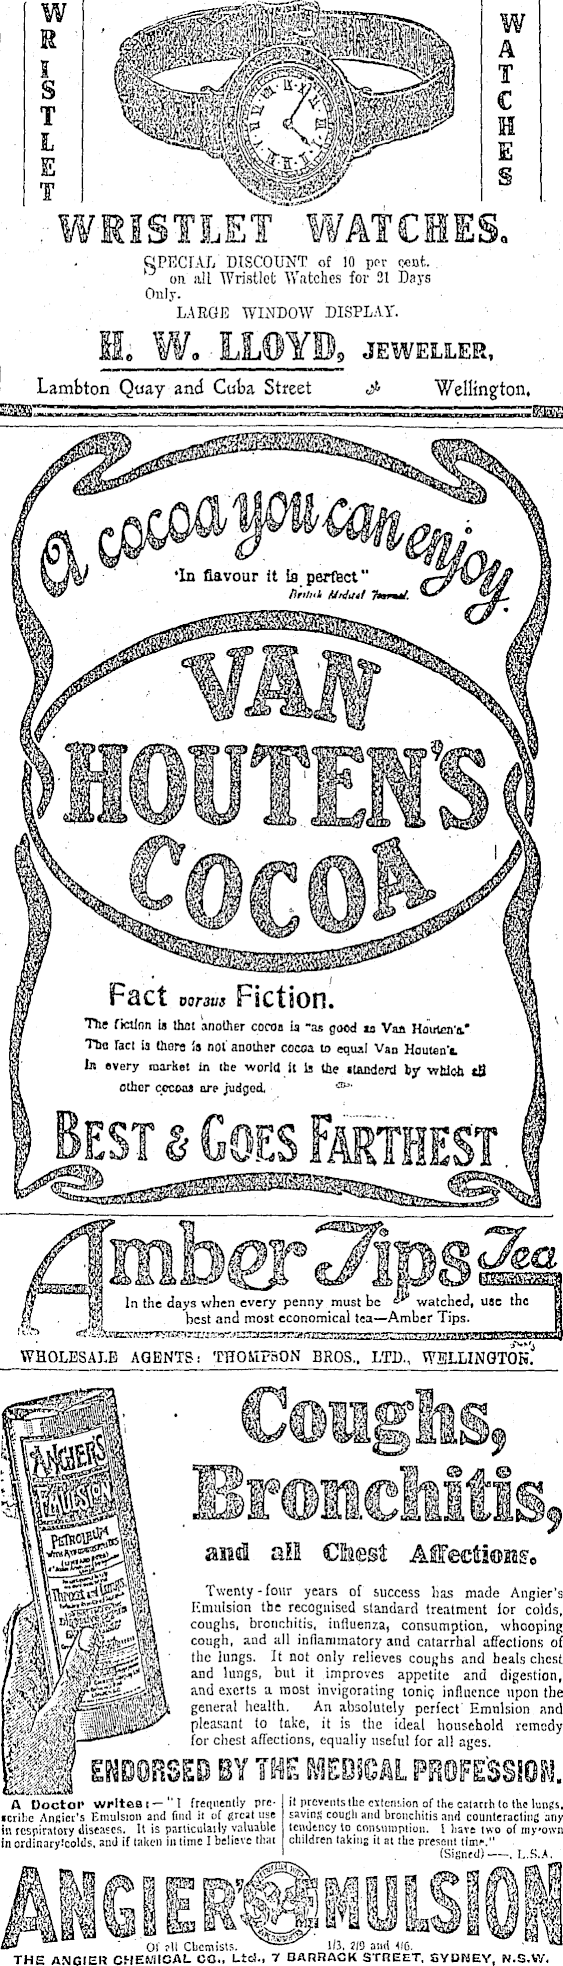 WRISTLET
WATCHES
WRISTLET WATCHES.
SPECIAL DISCOUNT of 10 per cent.
on all Wristlet Watches for 21 Days
Only.
LARGE WINDOW DISPLAY.
H. W. LLOYD, JEWELLER,
Lambton Quay and Cuba Street Wellington.
A cocoa you can enjoy.
"In flavour it is perfect"
British Medical Journal.
VAN
HOUTEN'S
COCOA
Fact versus Fiction.
The fiction is that another cocoa is "as good as Van Houten's."
The fact is there is not another cocoa to equal Van Houten's.
In every market in the world it is the standard by which all
other cocoas are judged.
BEST & GOES FARTHEST
Amber Tips Tea
In the days when every penny must be watched, use the
best and most economical tea—Amber Tips.
WHOLESALE AGENTS: THOMPSON BROS., LTD., WELLINGTON.
Coughs,
Bronchitis,
and all Chest Affections.
ANGIER'S
EMULSION
PETROLEUM
Throat and Lungs
Twenty-four years of success has made Angier's
Emulsion the recognised standard treatment for colds,
coughs, bronchitis, influenza, consumption, whooping
cough, and all inflammatory and catarrhal affections of
the lungs. It not only relieves coughs and heals chest
and lungs, but it improves appetite and digestion,
and exerts a most invigorating tonic influence upon the
general health. An absolutely perfect Emulsion and
pleasant to take, it is the ideal household remedy
for chest affections, equally useful for all ages.
ENDORSED BY THE MEDICAL PROFESSION.
A Doctor writes:—"I frequently pre-
scribe Angier's Emulsion and find it of great use
in respiratory diseases. It is particularly valuable
in ordinary colds, and if taken in time I believe that
it prevents the extension of the catarrh to the lungs,
saving cough and bronchitis and counteracting any
tendency to consumption. I have two of my own
children taking it at the present time."
(Signed) ——, L.S.A.
ANGIER'S EMULSION
Of all Chemists. 1/3, 2/9 and 4/6.
THE ANGIER CHEMICAL CO., Ltd., 7 BARRACK STREET, SYDNEY, N.S.W.